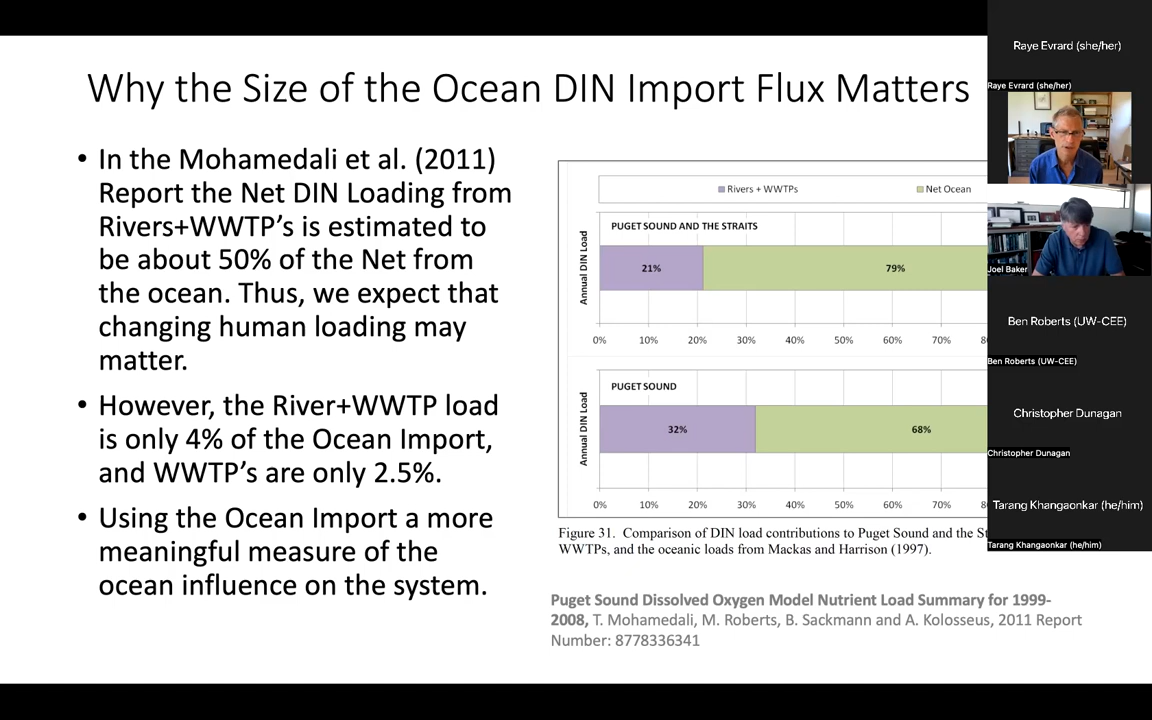 Why the Size of the Ocean DIN Import Flux Matters
• In the Mohamedali et al. (2011)
Report the Net DIN Loading from
Rivers+WWTP's is estimated to
be about 50% of the Net from
the ocean. Thus, we expect that
changing human loading may
matter.
• However, the River+WWTP load
is only 4% of the Ocean Import,
and WWTP's are only 2.5%.
• Using the Ocean Import a more
meaningful measure of the
ocean influence on the system.
Rivers + WWTPs
Net Ocean
PUGET SOUND AND THE STRAITS
Annual DIN Load
21%
79%
0% 10% 20% 30% 40% 50% 60% 70% 8
PUGET SOUND
Annual DIN Load
32%
68%
0% 10% 20% 30% 40% 50% 60% 70% 8
Figure 31. Comparison of DIN load contributions to Puget Sound and the St
WWTPs, and the oceanic loads from Mackas and Harrison (1997).
Puget Sound Dissolved Oxygen Model Nutrient Load Summary for 1999-
2008, T. Mohamedali, M. Roberts, B. Sackmann and A. Kolosseus, 2011 Report
Number: 8778336341
Raye Evrard (she/her)
Raye Evrard (she/her)
Joel Baker
Ben Roberts (UW-CEE)
Ben Roberts (UW-CEE)
Christopher Dunagan
Christopher Dunagan
Tarang Khangaonkar (he/him)
Tarang Khangaonkar (he/him)